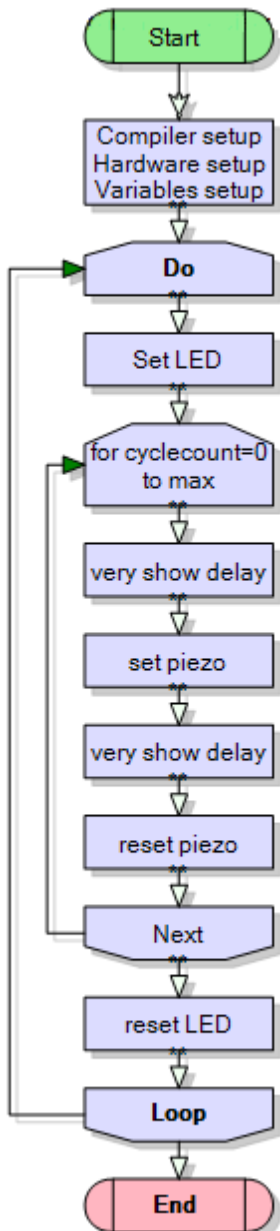 Start
Compiler setup
Hardware setup
Variables setup
Do
Set LED
for cyclecount=0
to max
very show delay
set piezo
very show delay
reset piezo
Next
reset LED
Loop
End